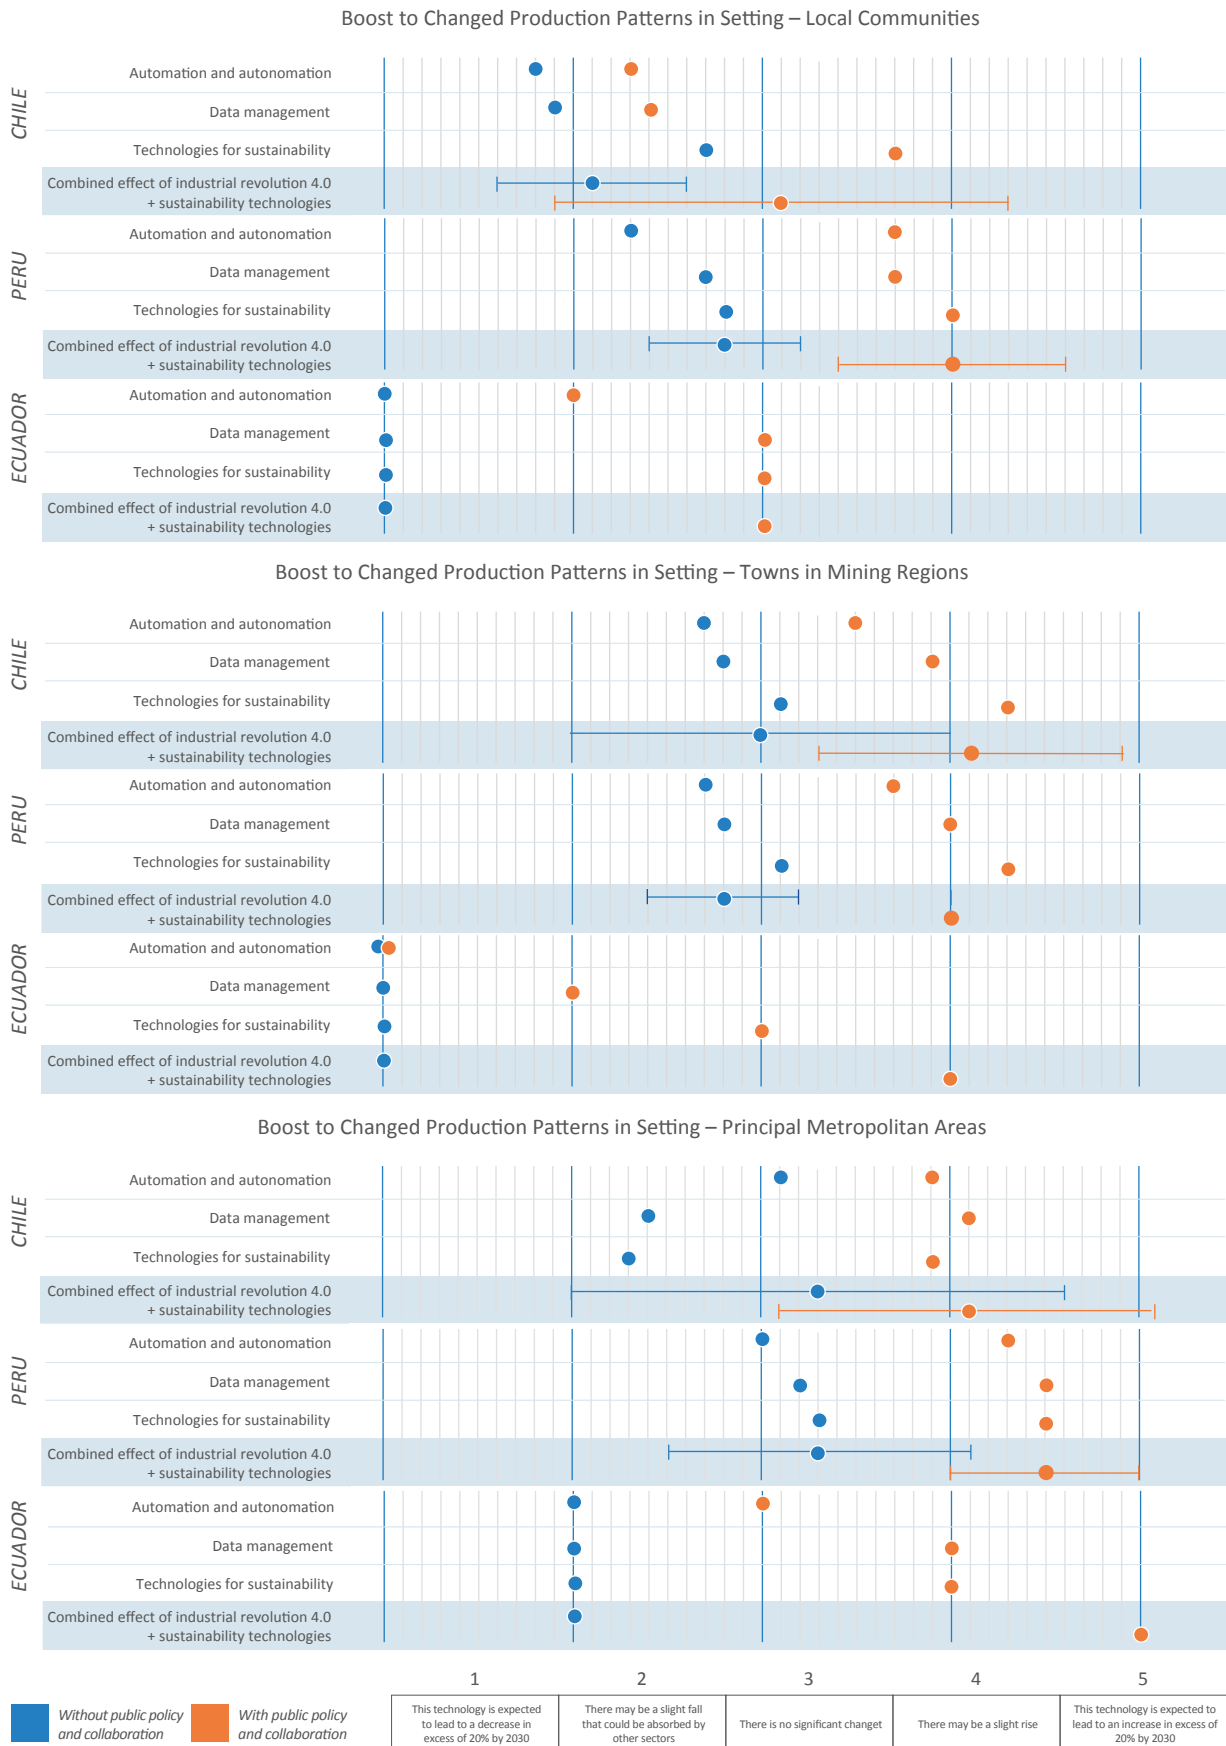 Boost to Changed Production Patterns in Setting – Local Communities
CHILE
Automation and autonomation
Data management
Technologies for sustainability
Combined effect of industrial revolution 4.0
+ sustainability technologies
PERU
Automation and autonomation
Data management
Technologies for sustainability
Combined effect of industrial revolution 4.0
+ sustainability technologies
ECUADOR
Automation and autonomation
Data management
Technologies for sustainability
Combined effect of industrial revolution 4.0
+ sustainability technologies
Boost to Changed Production Patterns in Setting – Towns in Mining Regions
CHILE
Automation and autonomation
Data management
Technologies for sustainability
Combined effect of industrial revolution 4.0
+ sustainability technologies
PERU
Automation and autonomation
Data management
Technologies for sustainability
Combined effect of industrial revolution 4.0
+ sustainability technologies
ECUADOR
Automation and autonomation
Data management
Technologies for sustainability
Combined effect of industrial revolution 4.0
+ sustainability technologies
Boost to Changed Production Patterns in Setting – Principal Metropolitan Areas
CHILE
Automation and autonomation
Data management
Technologies for sustainability
Combined effect of industrial revolution 4.0
+ sustainability technologies
PERU
Automation and autonomation
Data management
Technologies for sustainability
Combined effect of industrial revolution 4.0
+ sustainability technologies
ECUADOR
Automation and autonomation
Data management
Technologies for sustainability
Combined effect of industrial revolution 4.0
+ sustainability technologies
Without public policy
and collaboration
With public policy
and collaboration
1
This technology is expected
to lead to a decrease in
excess of 20% by 2030
2
There may be a slight fall
that could be absorbed by
other sectors
3
There is no significant changet
4
There may be a slight rise
5
This technology is expected to
lead to an increase in excess of
20% by 2030